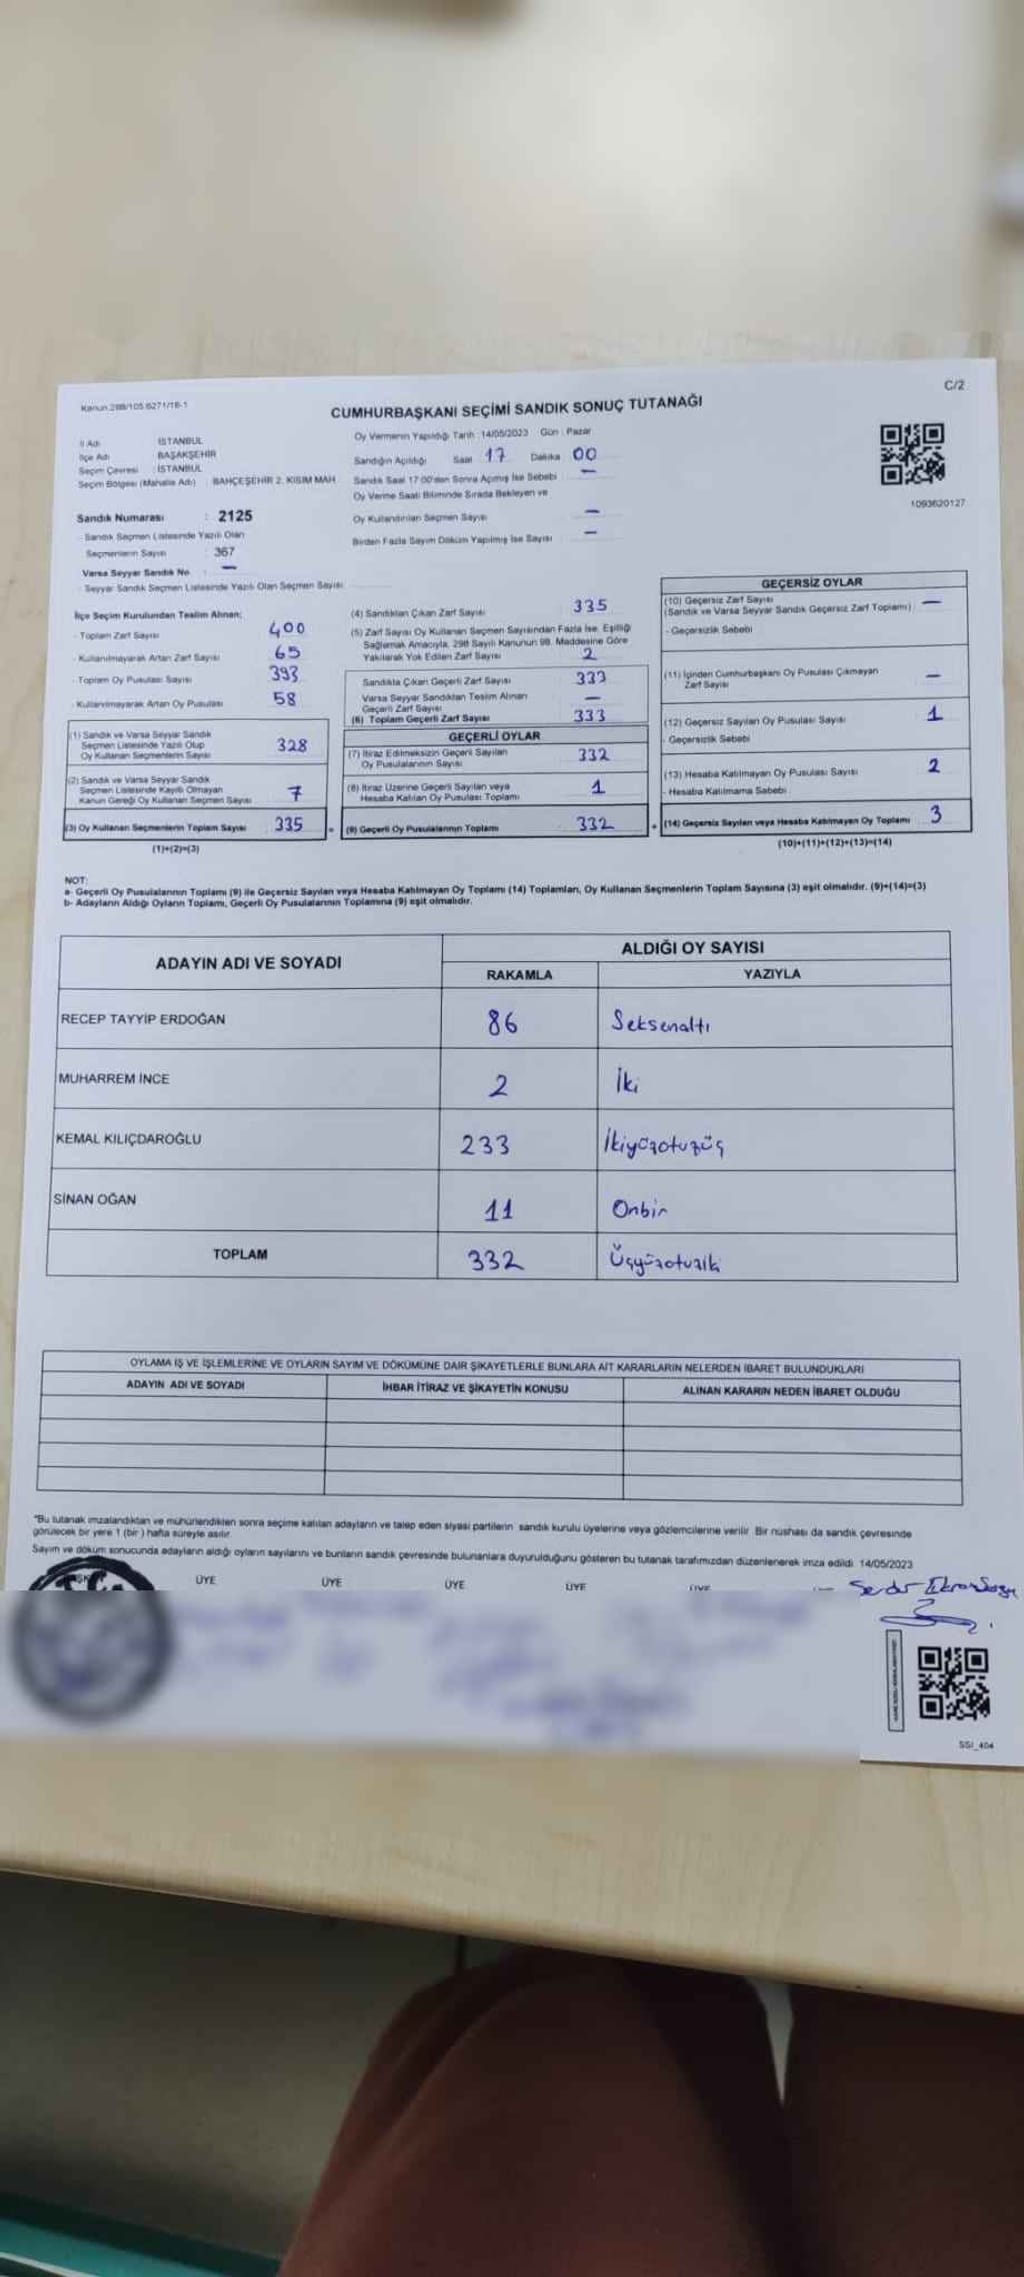 Kanun.298/105.6271/18-1
C/2
CUMHURBAŞKANI SEÇİMİ SANDIK SONUÇ TUTANAĞI
İl Adı : İSTANBUL
İlçe Adı : BAŞAKŞEHİR
Seçim Çevresi : İSTANBUL
Seçim Bölgesi (Mahalle Adı) : BAHÇEŞEHİR 2. KISIM MAH.
Sandık Numarası : 2125
- Sandık Seçmen Listesinde Yazılı Olan
Seçmenlerin Sayısı : 367
Varsa Seyyar Sandık No : —
- Seyyar Sandık Seçmen Listesinde Yazılı Olan Seçmen Sayısı
Oy Vermenin Yapıldığı Tarih : 14/05/2023 Gün : Pazar
Sandığın Açıldığı Saat 17 Dakika 00
Sandık Saat 17:00'den Sonra Açımış İse Sebebi —
Oy Verme Saati Bitiminde Sırada Bekleyen ve
Oy Kullandırılan Seçmen Sayısı —
Birden Fazla Sayım Döküm Yapılmış İse Sayısı —
1093620127
İlçe Seçim Kurulundan Teslim Alınan;
- Toplam Zarf Sayısı 400
- Kullanılmayarak Artan Zarf Sayısı 65
- Toplam Oy Pusulası Sayısı 393
- Kullanılmayarak Artan Oy Pusulası 58
(1) Sandık ve Varsa Seyyar Sandık
Seçmen Listesinde Yazılı Olup
Oy Kullanan Seçmenlerin Sayısı 328
(2) Sandık ve Varsa Seyyar Sandık
Seçmen Listesinde Kayıtlı Olmayan
Kanun Gereği Oy Kullanan Seçmen Sayısı 7
(3) Oy Kullanan Seçmenlerin Toplam Sayısı 335
(1)+(2)=(3)
(4) Sandıktan Çıkan Zarf Sayısı 335
(5) Zarf Sayısı Oy Kullanan Seçmen Sayısından Fazla İse, Eşitliği
Sağlamak Amacıyla, 298 Sayılı Kanunun 98. Maddesine Göre
Yakılarak Yok Edilen Zarf Sayısı 2
Sandıkta Çıkan Geçerli Zarf Sayısı 333
Varsa Seyyar Sandıktan Teslim Alınan
Geçerli Zarf Sayısı —
(6) Toplam Geçerli Zarf Sayısı 333
GEÇERLİ OYLAR
(7) İtiraz Edilmeksizin Geçerli Sayılan
Oy Pusulalarının Sayısı 332
(8) İtiraz Üzerine Geçerli Sayılan veya
Hesaba Katılan Oy Pusulası Toplamı 1
(9) Geçerli Oy Pusulalarının Toplamı 332
GEÇERSİZ OYLAR
(10) Geçersiz Zarf Sayısı
(Sandık ve Varsa Seyyar Sandık Geçersiz Zarf Toplamı) —
- Geçersizlik Sebebi
(11) İçinden Cumhurbaşkanı Oy Pusulası Çıkmayan
Zarf Sayısı —
(12) Geçersiz Sayılan Oy Pusulası Sayısı 1
- Geçersizlik Sebebi
(13) Hesaba Katılmayan Oy Pusulası Sayısı 2
- Hesaba Katılmama Sebebi
(14) Geçersiz Sayılan veya Hesaba Katılmayan Oy Toplamı 3
(10)+(11)+(12)+(13)=(14)
NOT:
a- Geçerli Oy Pusulalarının Toplamı (9) ile Geçersiz Sayılan veya Hesaba Katılmayan Oy Toplamı (14) Toplamları, Oy Kullanan Seçmenlerin Toplam Sayısına (3) eşit olmalıdır. (9)+(14)=(3)
b- Adayların Aldığı Oyların Toplamı, Geçerli Oy Pusulalarının Toplamına (9) eşit olmalıdır.
ADAYIN ADI VE SOYADI
ALDIĞI OY SAYISI
RAKAMLA YAZIYLA
RECEP TAYYİP ERDOĞAN 86 Seksenaltı
MUHARREM İNCE 2 İki
KEMAL KILIÇDAROĞLU 233 İkiyüzotuzüç
SİNAN OĞAN 11 Onbir
TOPLAM 332 Üçyüzotuziki
OYLAMA İŞ VE İŞLEMLERİNE VE OYLARIN SAYIM VE DÖKÜMÜNE DAİR ŞİKAYETLERLE BUNLARA AİT KARARLARIN NELERDEN İBARET BULUNDUKLARI
ADAYIN ADI VE SOYADI İHBAR İTİRAZ VE ŞİKAYETİN KONUSU ALINAN KARARIN NEDEN İBARET OLDUĞU
"Bu tutanak imzalandıktan ve mühürlendikten sonra seçime katılan adayların ve talep eden siyasi partilerin sandık kurulu üyelerine veya gözlemcilerine verilir. Bir nüshası da sandık çevresinde
görülecek bir yere 1 (bir ) hafta süreyle asılır.
Sayım ve döküm sonucunda adayların aldığı oyların sayılarını ve bunların sandık çevresinde bulunanlara duyurulduğunu gösteren bu tutanak tarafımızdan düzenlenerek imza edildi. 14/05/2023
ÜYE ÜYE ÜYE ÜYE ÜYE
SSI_404